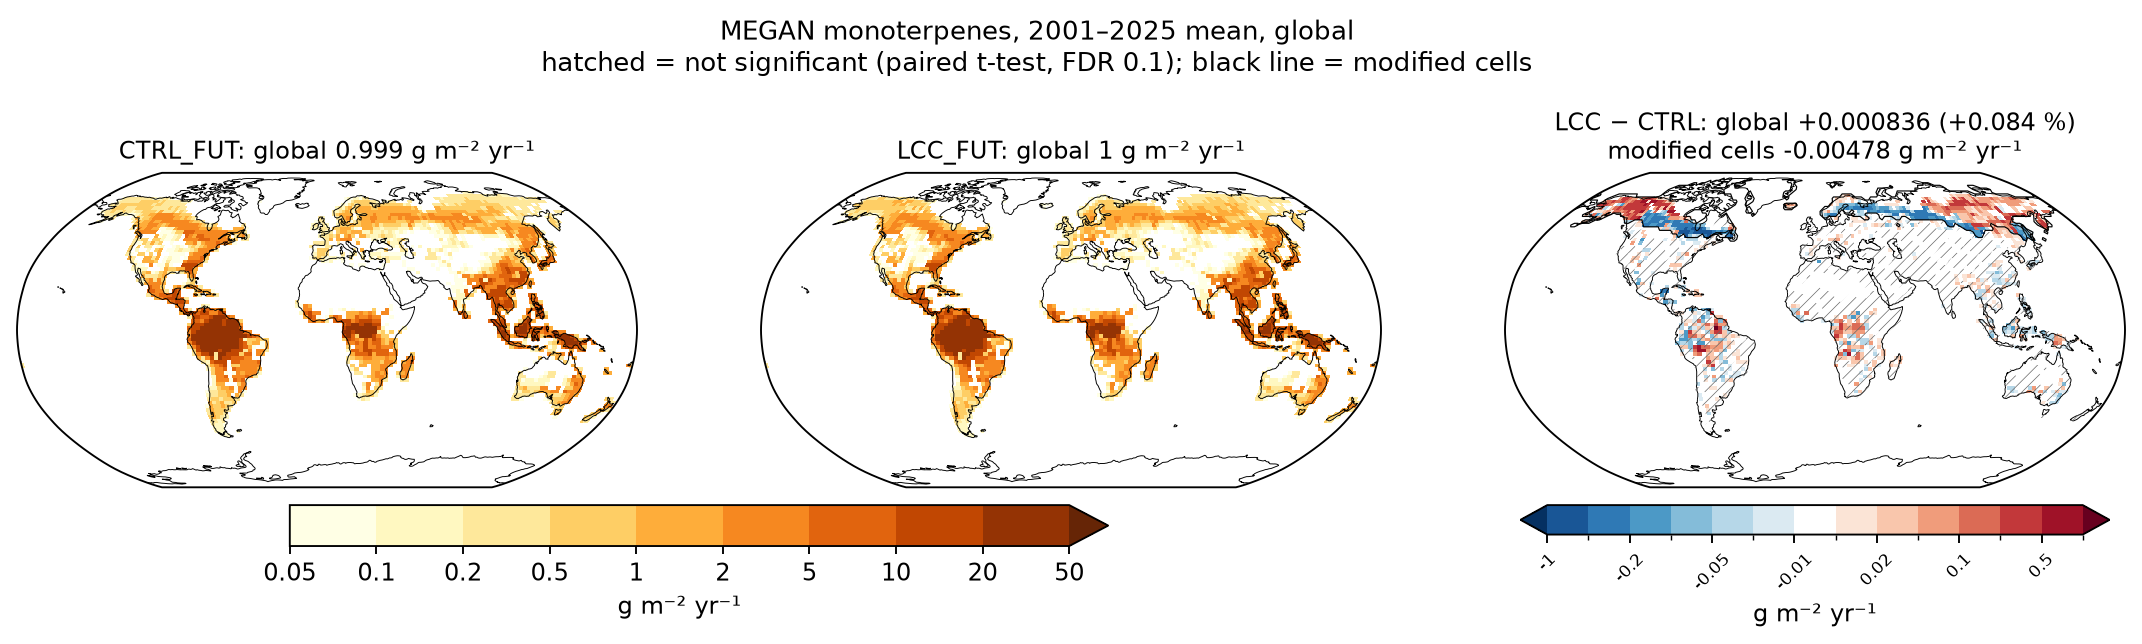 MEGAN monoterpenes, 2001–2025 mean, global
hatched = not significant (paired t-test, FDR 0.1); black line = modified cells
CTRL_FUT: global 0.999 g m⁻² yr⁻¹
LCC_FUT: global 1 g m⁻² yr⁻¹
LCC − CTRL: global +0.000836 (+0.084 %)
modified cells -0.00478 g m⁻² yr⁻¹
0.05 0.1 0.2 0.5 1 2 5 10 20 50
g m⁻² yr⁻¹
-1 -0.2 -0.05 -0.01 0.02 0.1 0.5
g m⁻² yr⁻¹